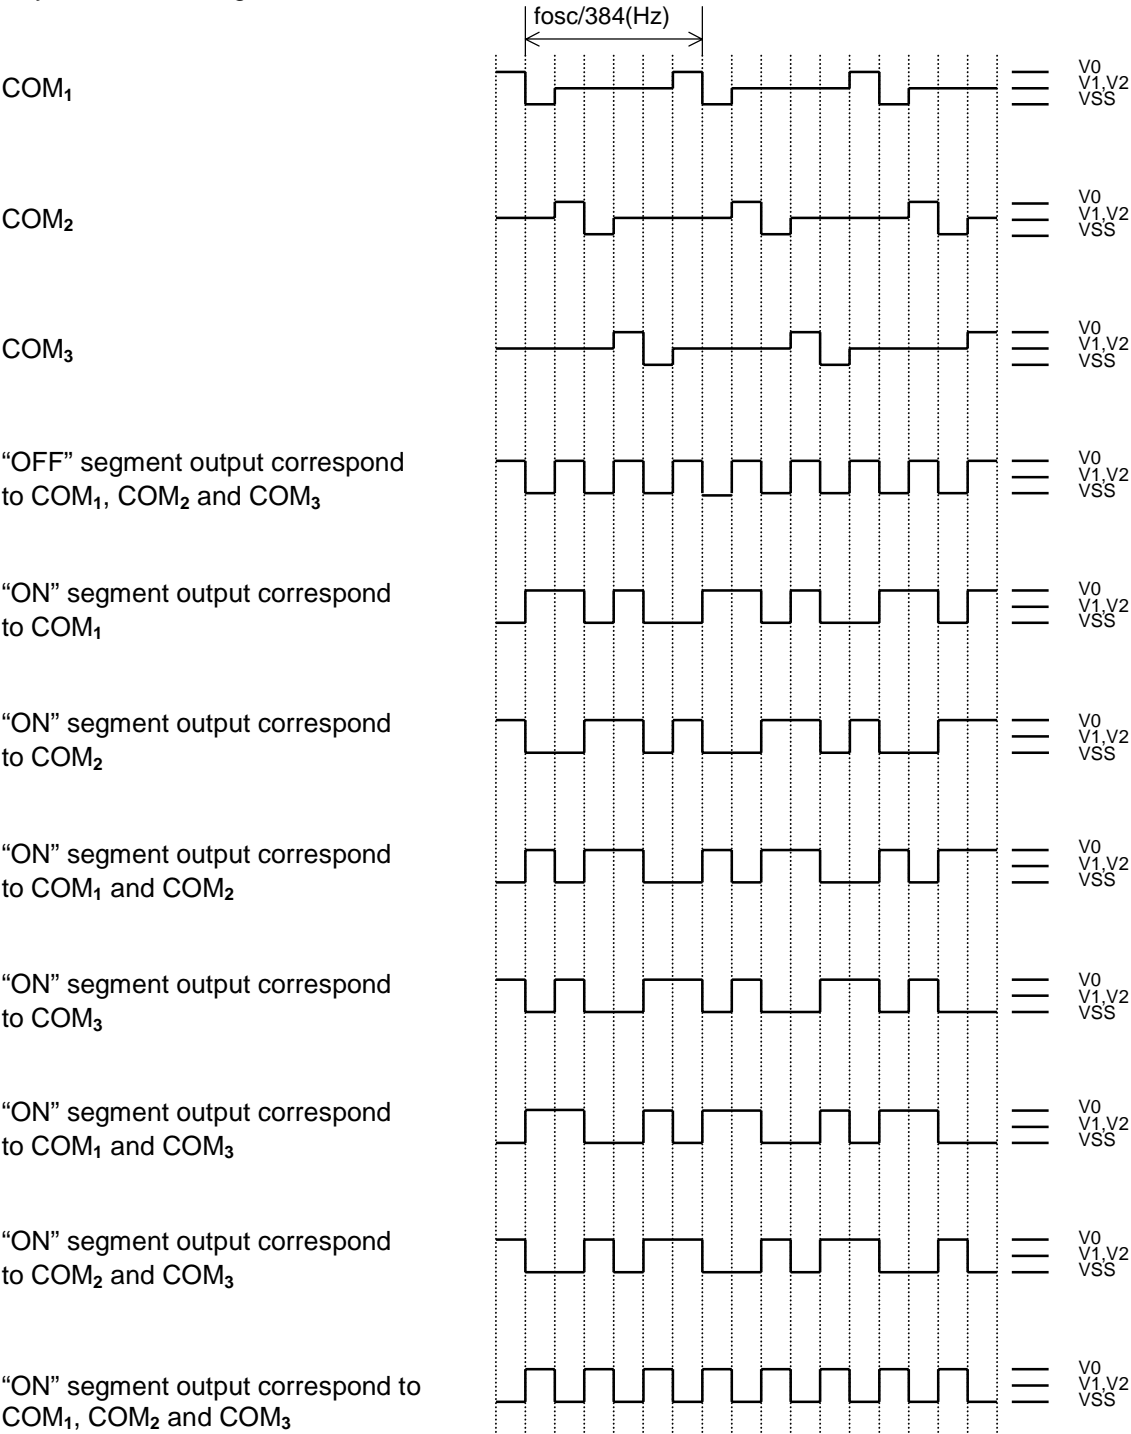 fosc/384(Hz)
COM₁
V0
V1,V2
VSS
COM₂
V0
V1,V2
VSS
COM₃
V0
V1,V2
VSS
“OFF” segment output correspond
to COM₁, COM₂ and COM₃
V0
V1,V2
VSS
“ON” segment output correspond
to COM₁
V0
V1,V2
VSS
“ON” segment output correspond
to COM₂
V0
V1,V2
VSS
“ON” segment output correspond
to COM₁ and COM₂
V0
V1,V2
VSS
“ON” segment output correspond
to COM₃
V0
V1,V2
VSS
“ON” segment output correspond
to COM₁ and COM₃
V0
V1,V2
VSS
“ON” segment output correspond
to COM₂ and COM₃
V0
V1,V2
VSS
“ON” segment output correspond to
COM₁, COM₂ and COM₃
V0
V1,V2
VSS